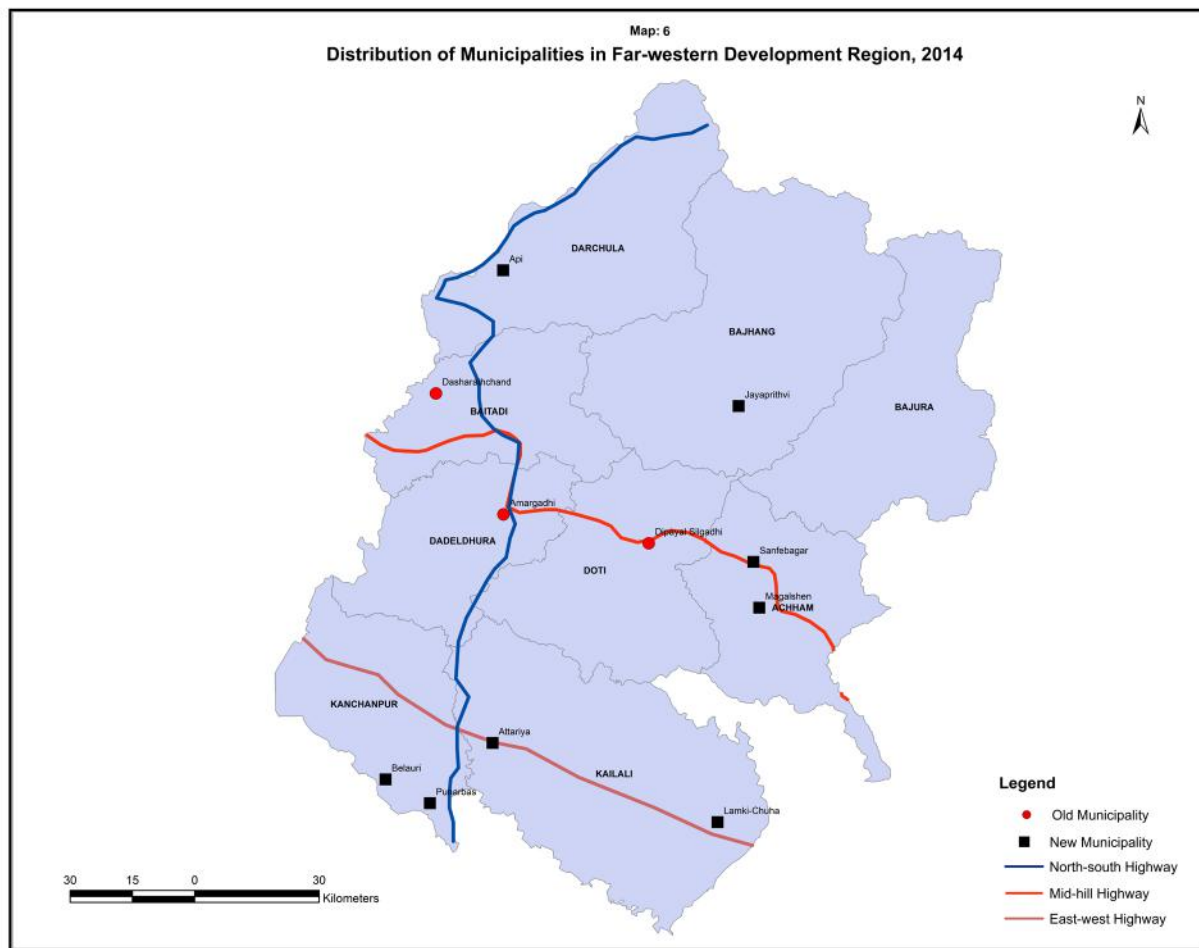 Map: 6
Distribution of Municipalities in Far-western Development Region, 2014
N
DARCHULA
Api
BAJHANG
Dasharathchand
Jayaprithvi
BAJURA
BAITADI
Amargadhi
DADELDHURA
Dipayal Silgadhi
Sanfebagar
DOTI
Magalshen
ACHHAM
KANCHANPUR
Attariya
KAILALI
Belauri
Punarbas
Lamki-Chuha
Legend
Old Municipality
New Municipality
North-south Highway
Mid-hill Highway
East-west Highway
30 15 0 30
Kilometers